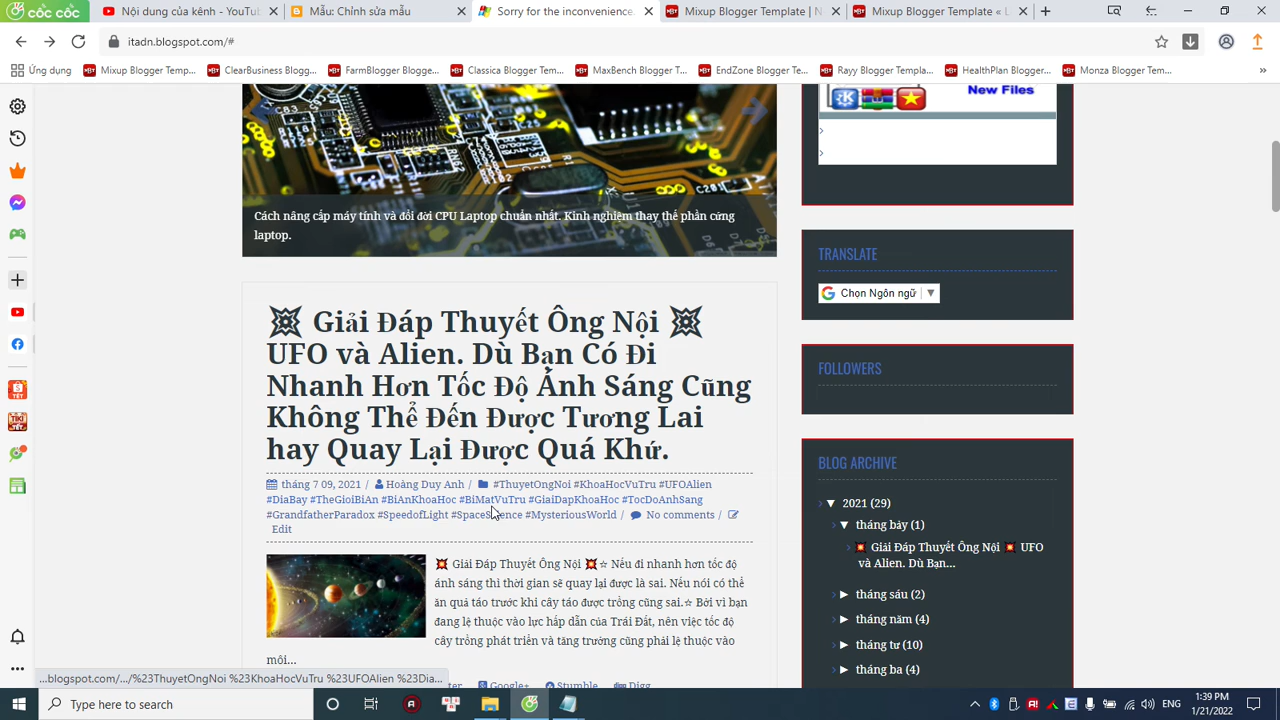 CỐC CỐC
Nội dung của kênh - YouTu
Mẫu: Chỉnh sửa mẫu
Sorry for the inconvenience.
Mixup Blogger Template | N
Mixup Blogger Template « L
itadn.blogspot.com/#
Ứng dụng
Mixup Blogger Temp...
ClearBusiness Blogg...
FarmBlogger Blogge...
Classica Blogger Tem...
MaxBench Blogger T...
EndZone Blogger Te...
Rayy Blogger Templa...
HealthPlan Blogger...
Monza Blogger Tem...
New Files
Cách nâng cấp máy tính và đổi đời CPU Laptop chuẩn nhất. Kinh nghiệm thay thế phần cứng
laptop.
TRANSLATE
Chọn Ngôn ngữ ▼
💥 Giải Đáp Thuyết Ông Nội 💥
UFO và Alien. Dù Bạn Có Đi
Nhanh Hơn Tốc Độ Ánh Sáng Cũng
Không Thể Đến Được Tương Lai
hay Quay Lại Được Quá Khứ.
FOLLOWERS
tháng 7 09, 2021 / Hoàng Duy Anh / #ThuyetOngNoi #KhoaHocVuTru #UFOAlien
#DiaBay #TheGioiBiAn #BiAnKhoaHoc #BiMatVuTru #GiaiDapKhoaHoc #TocDoAnhSang
#GrandfatherParadox #SpeedofLight #SpaceScience #MysteriousWorld / No comments /
Edit
BLOG ARCHIVE
▼ 2021 (29)
▼ tháng bảy (1)
💥 Giải Đáp Thuyết Ông Nội 💥 UFO
và Alien. Dù Bạn...
► tháng sáu (2)
► tháng năm (4)
► tháng tư (10)
► tháng ba (4)
💥 Giải Đáp Thuyết Ông Nội 💥⭐ Nếu đi nhanh hơn tốc độ
ánh sáng thì thời gian sẽ quay lại được là sai. Nếu nói có thể
ăn quả táo trước khi cây táo được trồng cũng sai.⭐ Bởi vì bạn
đang lệ thuộc vào lực hấp dẫn của Trái Đất, nên việc tốc độ
cây trồng phát triển và tăng trưởng cũng phải lệ thuộc vào
môi...
Google+
Stumble
Digg
...blogspot.com/.../%23ThuyetOngNoi %23KhoaHocVuTru %23UFOAlien %23Dia...
Type here to search
ENG
1:39 PM
1/21/2022